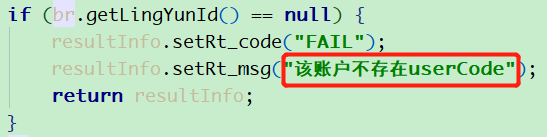 if (br.getLingYunId() == null) {
resultInfo.setRt_code("FAIL");
resultInfo.setRt_msg("该账户不存在userCode");
return resultInfo;
}